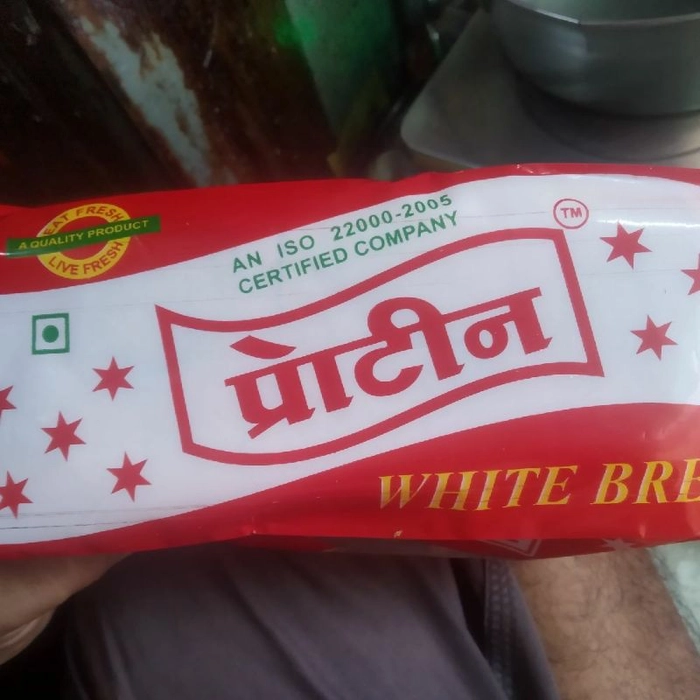 EAT FRESH
A QUALITY PRODUCT
LIVE FRESH
AN ISO 22000-2005
CERTIFIED COMPANY
TM
प्रोटीन
WHITE BRE